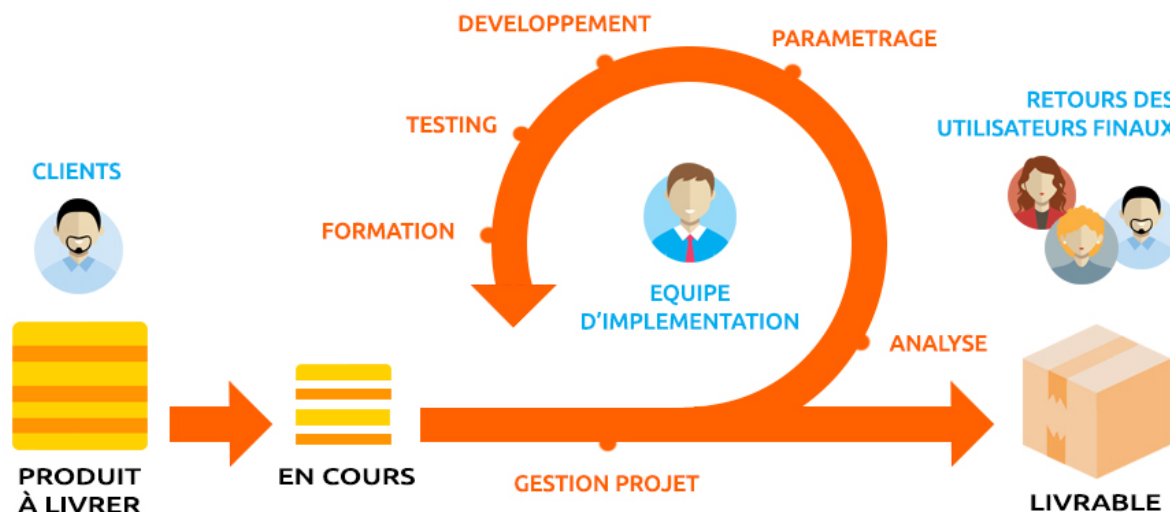 DEVELOPPEMENT
PARAMETRAGE
TESTING
FORMATION
RETOURS DES
UTILISATEURS FINAUX
CLIENTS
EQUIPE
D'IMPLEMENTATION
ANALYSE
PRODUIT
À LIVRER
EN COURS
GESTION PROJET
LIVRABLE